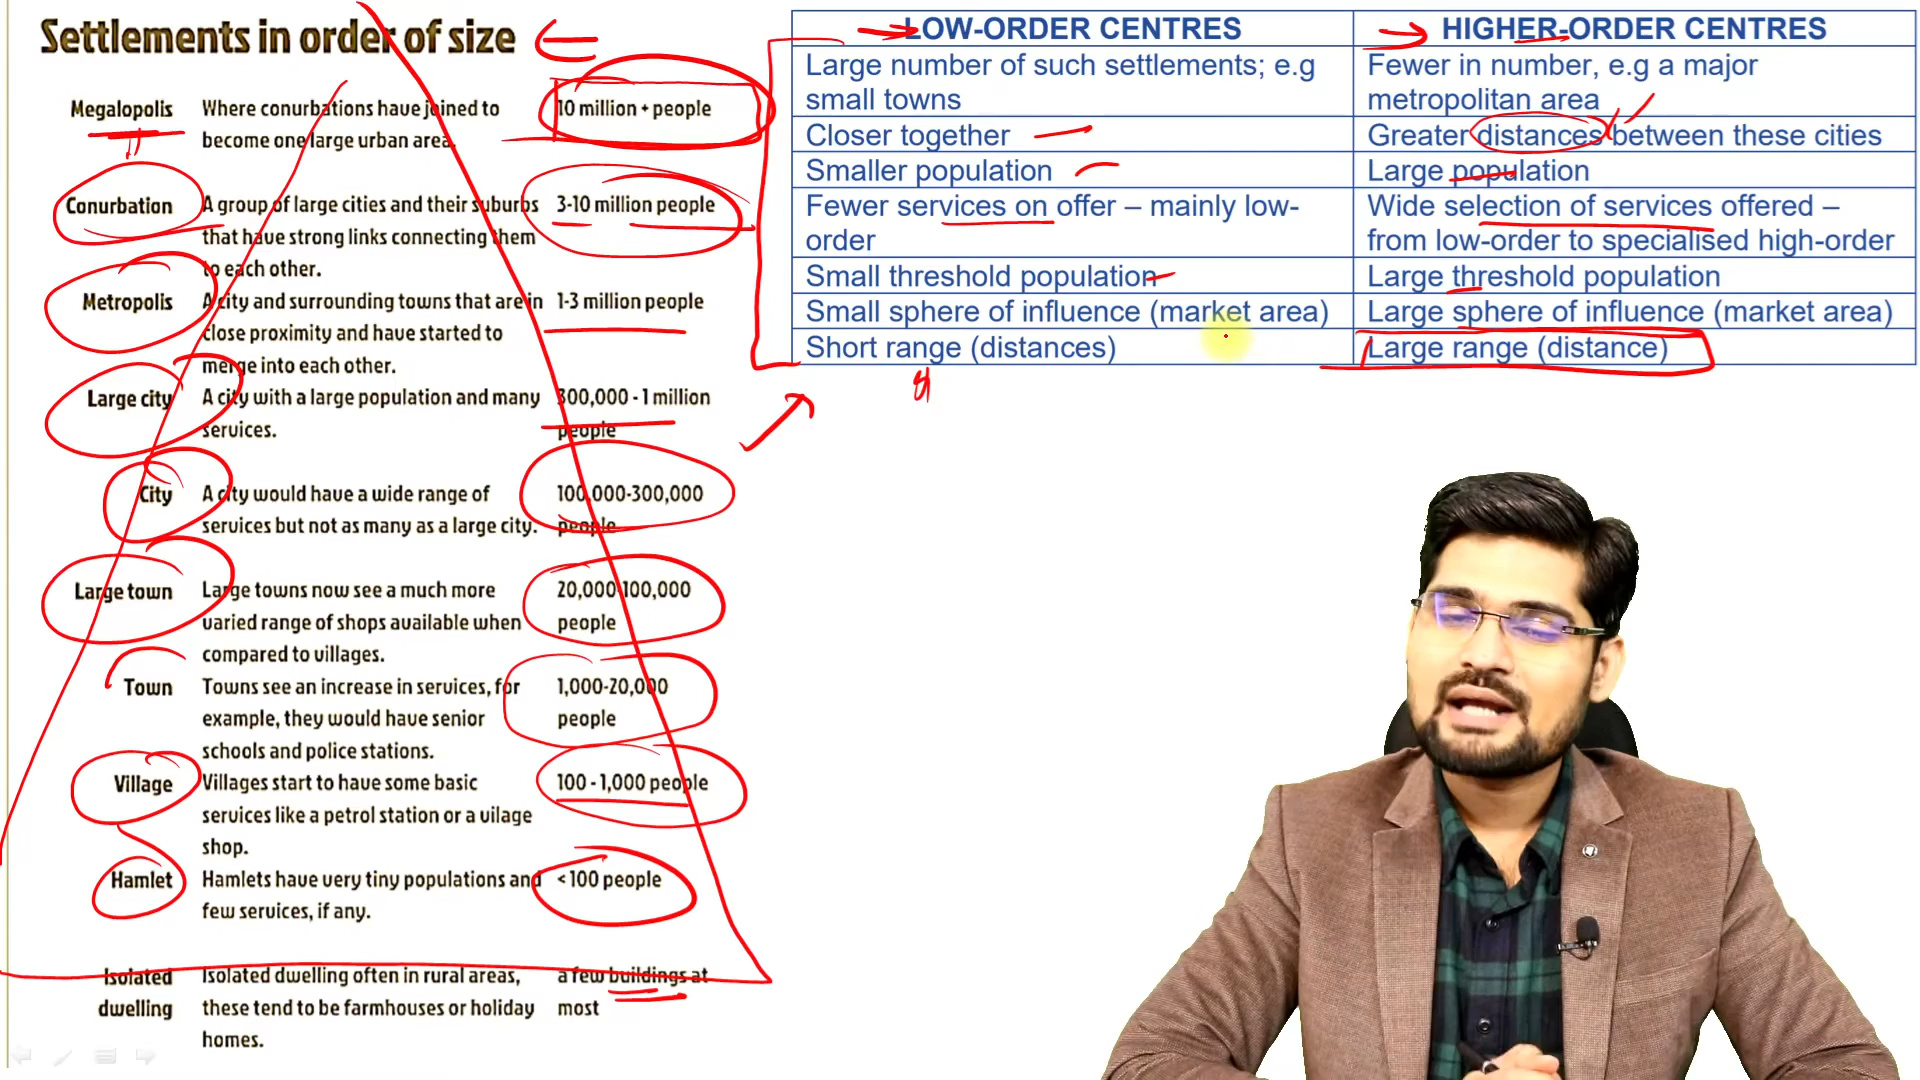 Settlements in order of size
Megalopolis Where conurbations have joined to 10 million + people
become one large urban area.
Conurbation A group of large cities and their suburbs 3-10 million people
that have strong links connecting them
to each other.
Metropolis A city and surrounding towns that are in 1-3 million people
close proximity and have started to
merge into each other.
Large city A city with a large population and many 300,000 - 1 million
services. people
City A city would have a wide range of 100,000-300,000
services but not as many as a large city. people
Large town Large towns now see a much more 20,000-100,000
varied range of shops available when people
compared to villages.
Town Towns see an increase in services, for 1,000-20,000
example, they would have senior people
schools and police stations.
Village Villages start to have some basic 100 - 1,000 people
services like a petrol station or a vilage
shop.
Hamlet Hamlets have very tiny populations and < 100 people
few services, if any.
Isolated Isolated dwelling often in rural areas, a few buildings at
dwelling these tend to be farmhouses or holiday most
homes.
LOW-ORDER CENTRES HIGHER-ORDER CENTRES
Large number of such settlements; e.g Fewer in number, e.g a major
small towns metropolitan area
Closer together Greater distances between these cities
Smaller population Large population
Fewer services on offer – mainly low- Wide selection of services offered –
order from low-order to specialised high-order
Small threshold population Large threshold population
Small sphere of influence (market area) Large sphere of influence (market area)
Short range (distances) Large range (distance)